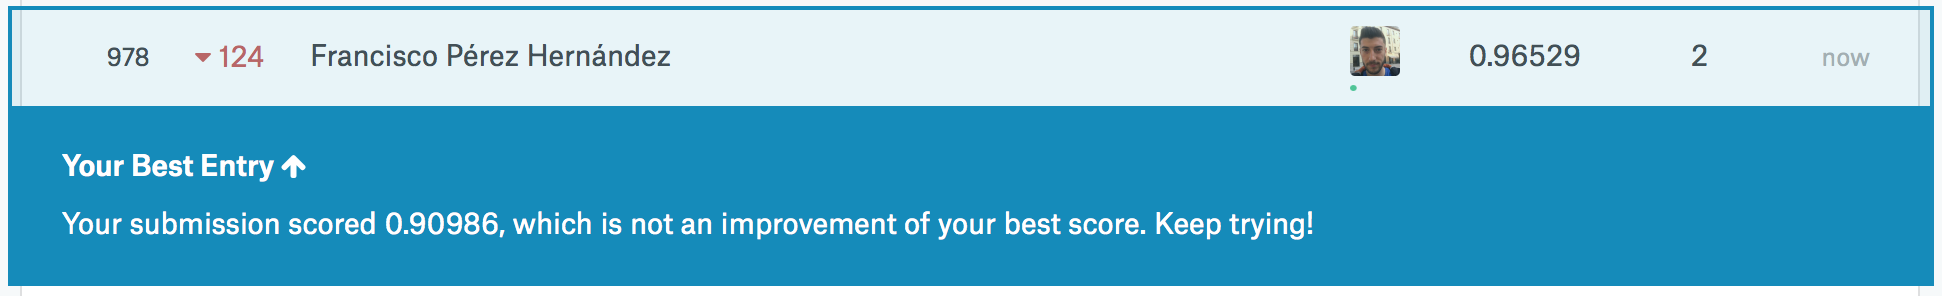 978 124 Francisco Pérez Hernández 0.96529 2 now
Your Best Entry
Your submission scored 0.90986, which is not an improvement of your best score. Keep trying!